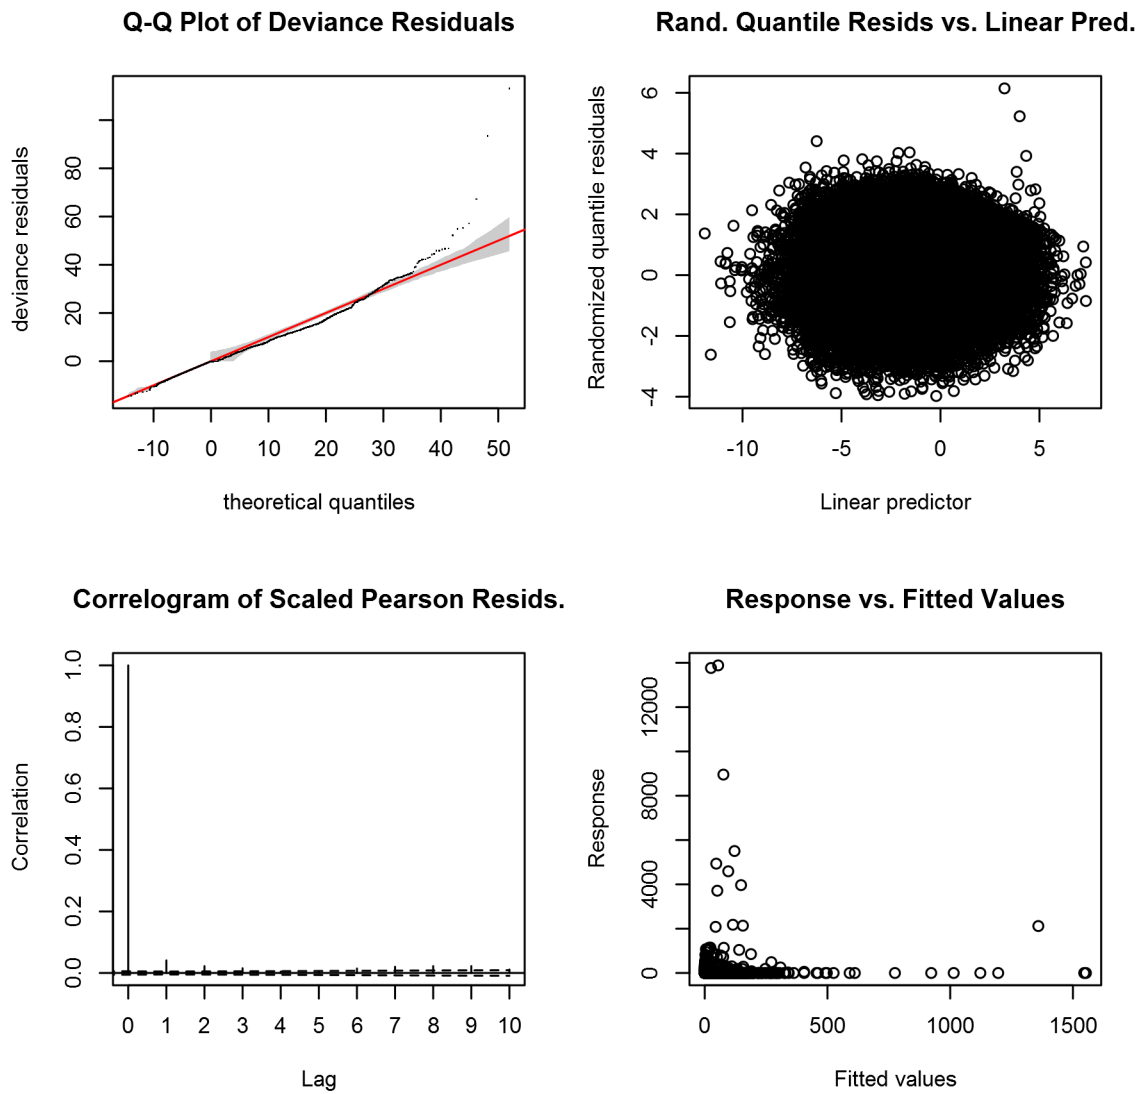 Q-Q Plot of Deviance Residuals
deviance residuals
0 20 40 60 80
-10 0 10 20 30 40 50
theoretical quantiles
Rand. Quantile Resids vs. Linear Pred.
Randomized quantile residuals
-4 -2 0 2 4 6
-10 -5 0 5
Linear predictor
Correlogram of Scaled Pearson Resids.
Correlation
0.0 0.2 0.4 0.6 0.8 1.0
0 1 2 3 4 5 6 7 8 9 10
Lag
Response vs. Fitted Values
Response
0 4000 8000 12000
0 500 1000 1500
Fitted values